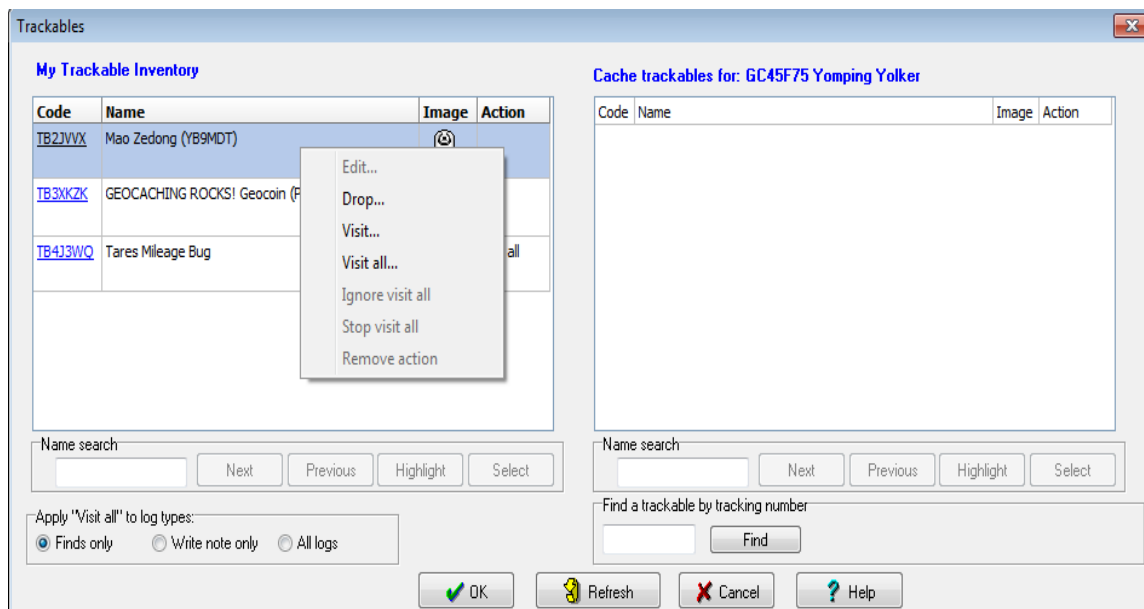 Trackables
My Trackable Inventory
Code Name Image Action
TB2JVVX Mao Zedong (YB9MDT)
TB3XKZK GEOCACHING ROCKS! Geocoin (
TB4J3WQ Tares Mileage Bug all
Edit...
Drop...
Visit...
Visit all...
Ignore visit all
Stop visit all
Remove action
Name search
Next Previous Highlight Select
Apply "Visit all" to log types:
Finds only Write note only All logs
Cache trackables for: GC45F75 Yomping Yolker
Code Name Image Action
Name search
Next Previous Highlight Select
Find a trackable by tracking number
Find
OK Refresh Cancel Help